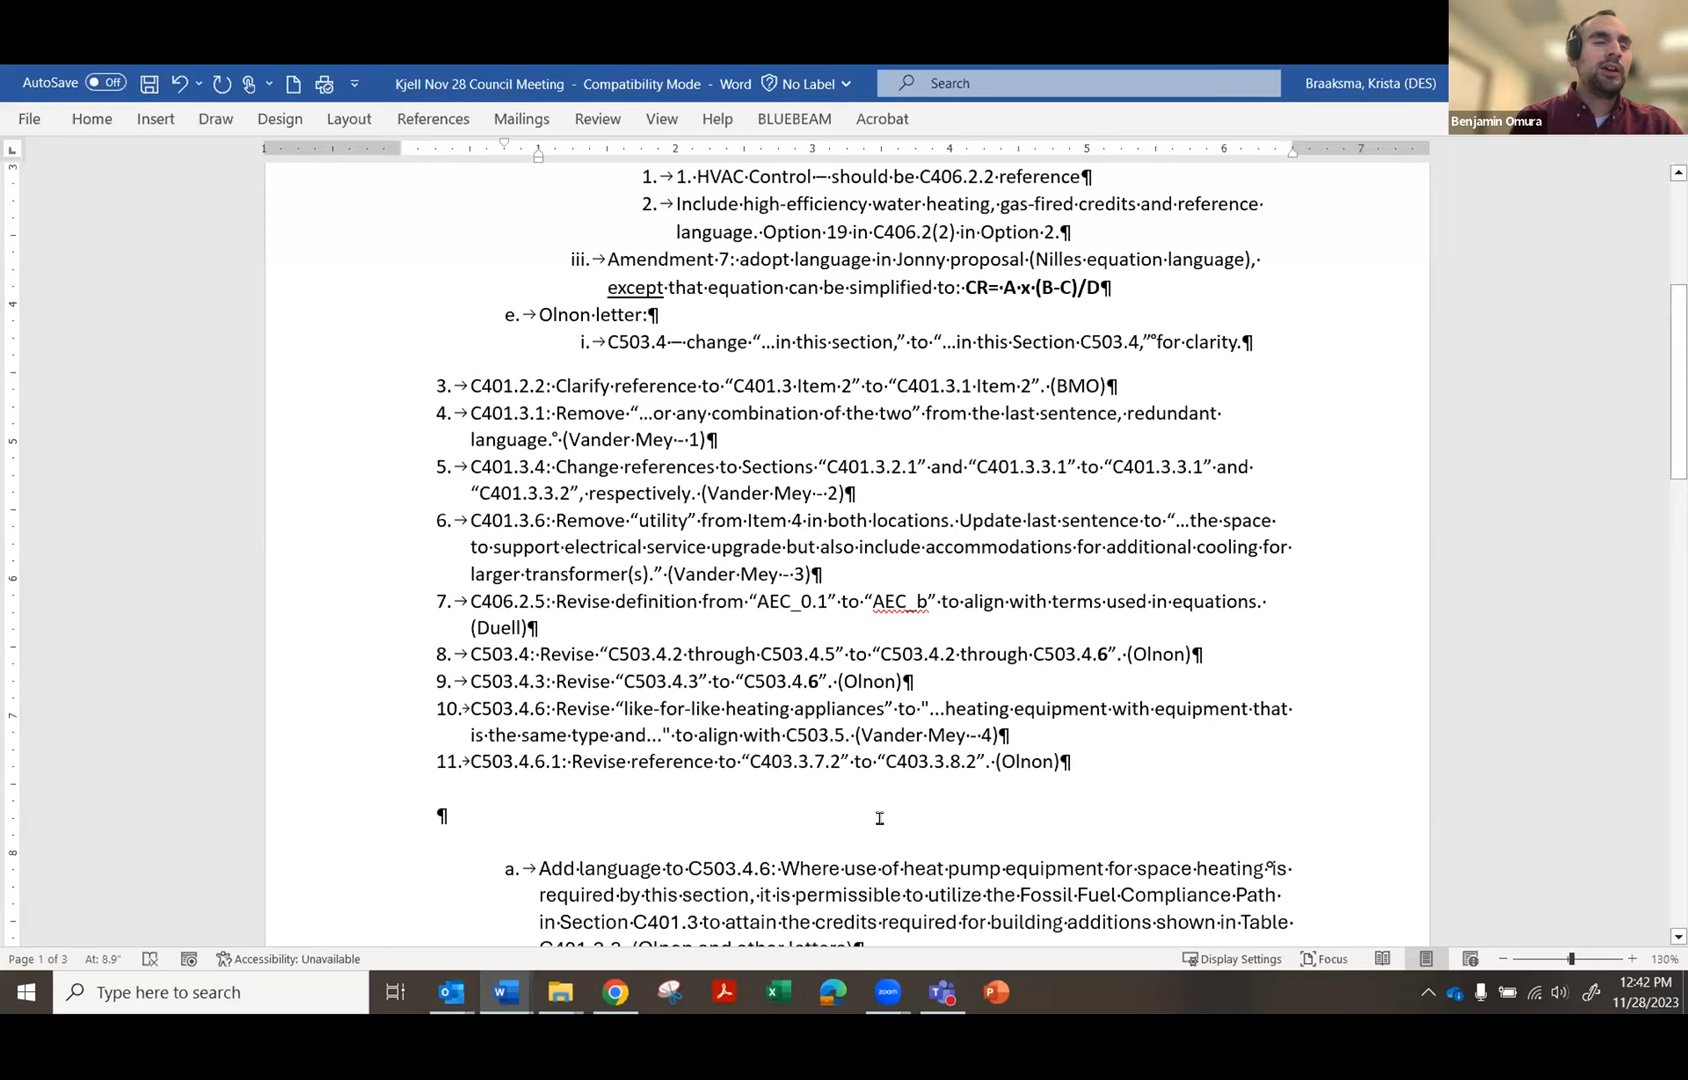 AutoSave Off Kjell Nov 28 Council Meeting - Compatibility Mode - Word No Label Search Braaksma, Krista (DES)
Benjamin Omura
File Home Insert Draw Design Layout References Mailings Review View Help BLUEBEAM Acrobat
1 1 2 3 4 5 6 7
1. 1. HVAC Control – should be C406.2.2 reference¶
2. Include high-efficiency water heating, gas-fired credits and reference
language. Option 19 in C406.2(2) in Option 2.¶
iii. Amendment 7: adopt language in Jonny proposal (Nilles equation language),
except that equation can be simplified to: CR= A x (B-C)/D¶
e. Olnon letter:¶
i. C503.4 – change “...in this section,” to “...in this Section C503.4,” for clarity.¶
3. C401.2.2: Clarify reference to “C401.3 Item 2” to “C401.3.1 Item 2”. (BMO)¶
4. C401.3.1: Remove “...or any combination of the two” from the last sentence, redundant
language. (Vander Mey - 1)¶
5. C401.3.4: Change references to Sections “C401.3.2.1” and “C401.3.3.1” to “C401.3.3.1” and
“C401.3.3.2”, respectively. (Vander Mey - 2)¶
6. C401.3.6: Remove “utility” from Item 4 in both locations. Update last sentence to “...the space
to support electrical service upgrade but also include accommodations for additional cooling for
larger transformer(s).” (Vander Mey - 3)¶
7. C406.2.5: Revise definition from “AEC_0.1” to “AEC_b” to align with terms used in equations.
(Duell)¶
8. C503.4: Revise “C503.4.2 through C503.4.5” to “C503.4.2 through C503.4.6”. (Olnon)¶
9. C503.4.3: Revise “C503.4.3” to “C503.4.6”. (Olnon)¶
10. C503.4.6: Revise “like-for-like heating appliances” to "...heating equipment with equipment that
is the same type and..." to align with C503.5. (Vander Mey - 4)¶
11. C503.4.6.1: Revise reference to “C403.3.7.2” to “C403.3.8.2”. (Olnon)¶
¶
a. Add language to C503.4.6: Where use of heat pump equipment for space heating is
required by this section, it is permissible to utilize the Fossil Fuel Compliance Path
in Section C401.3 to attain the credits required for building additions shown in Table
3
4
5
6
7
8
Page 1 of 3 At: 8.9" Accessibility: Unavailable Display Settings Focus 130%
Type here to search zoom 12:42 PM
11/28/2023